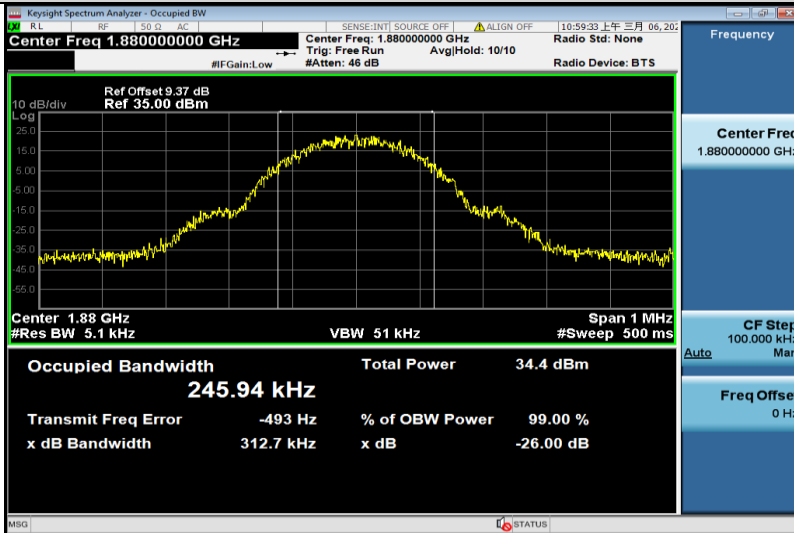 Keysight Spectrum Analyzer - Occupied BW
LXI RL RF 50 Ω AC SENSE:INT SOURCE OFF ALIGN OFF 10:59:33 上午 三月 06, 202
Center Freq 1.880000000 GHz
Center Freq: 1.880000000 GHz
Radio Std: None
Trig: Free Run Avg|Hold: 10/10
#IFGain:Low #Atten: 46 dB Radio Device: BTS
Ref Offset 9.37 dB
10 dB/div Ref 35.00 dBm
Log
25.0
15.0
5.00
-5.00
-15.0
-25.0
-35.0
-45.0
-55.0
Center 1.88 GHz Span 1 MHz
#Res BW 5.1 kHz VBW 51 kHz #Sweep 500 ms
Occupied Bandwidth Total Power 34.4 dBm
245.94 kHz
Transmit Freq Error -493 Hz % of OBW Power 99.00 %
x dB Bandwidth 312.7 kHz x dB -26.00 dB
MSG STATUS
Frequency
Center Freq
1.880000000 GHz
CF Step
100.000 kHz
Auto Man
Freq Offset
0 Hz